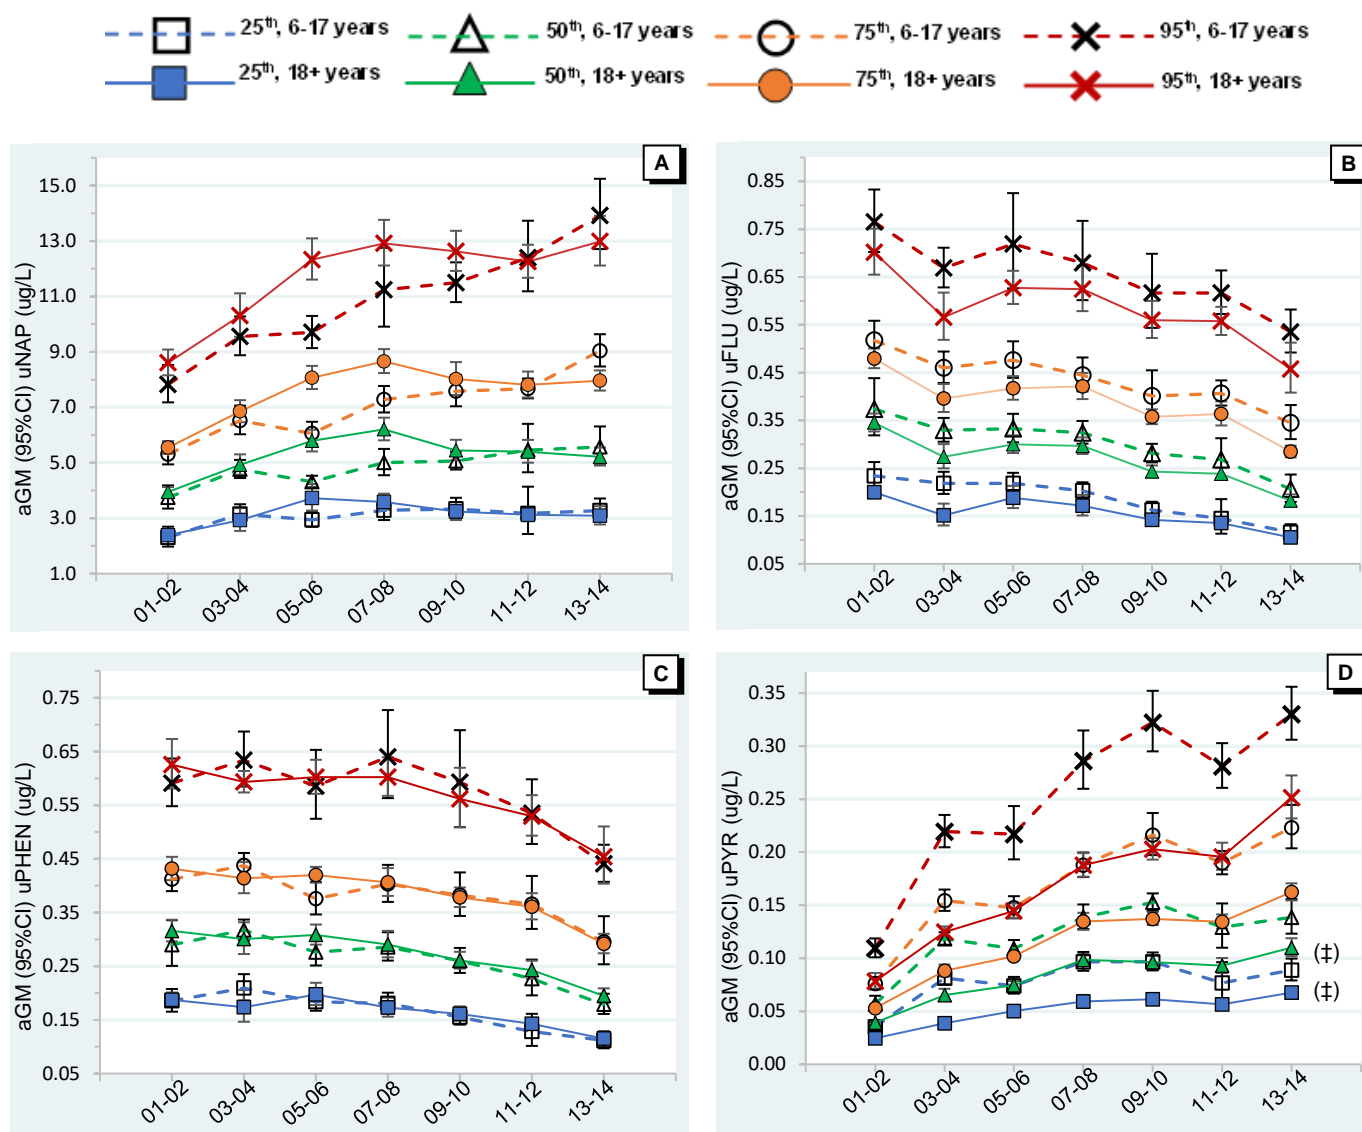 25th, 6-17 years 50th, 6-17 years 75th, 6-17 years 95th, 6-17 years
25th, 18+ years 50th, 18+ years 75th, 18+ years 95th, 18+ years
A
aGM (95%CI) uNAP (ug/L)
15.0
13.0
11.0
9.0
7.0
5.0
3.0
1.0
01-02 03-04 05-06 07-08 09-10 11-12 13-14
B
aGM (95%CI) uFLU (ug/L)
0.85
0.75
0.65
0.55
0.45
0.35
0.25
0.15
0.05
01-02 03-04 05-06 07-08 09-10 11-12 13-14
C
aGM (95%CI) uPHEN (ug/L)
0.75
0.65
0.55
0.45
0.35
0.25
0.15
0.05
01-02 03-04 05-06 07-08 09-10 11-12 13-14
D
aGM (95%CI) uPYR (ug/L)
0.35
0.30
0.25
0.20
0.15
0.10
0.05
0.00
(‡)
(‡)
01-02 03-04 05-06 07-08 09-10 11-12 13-14